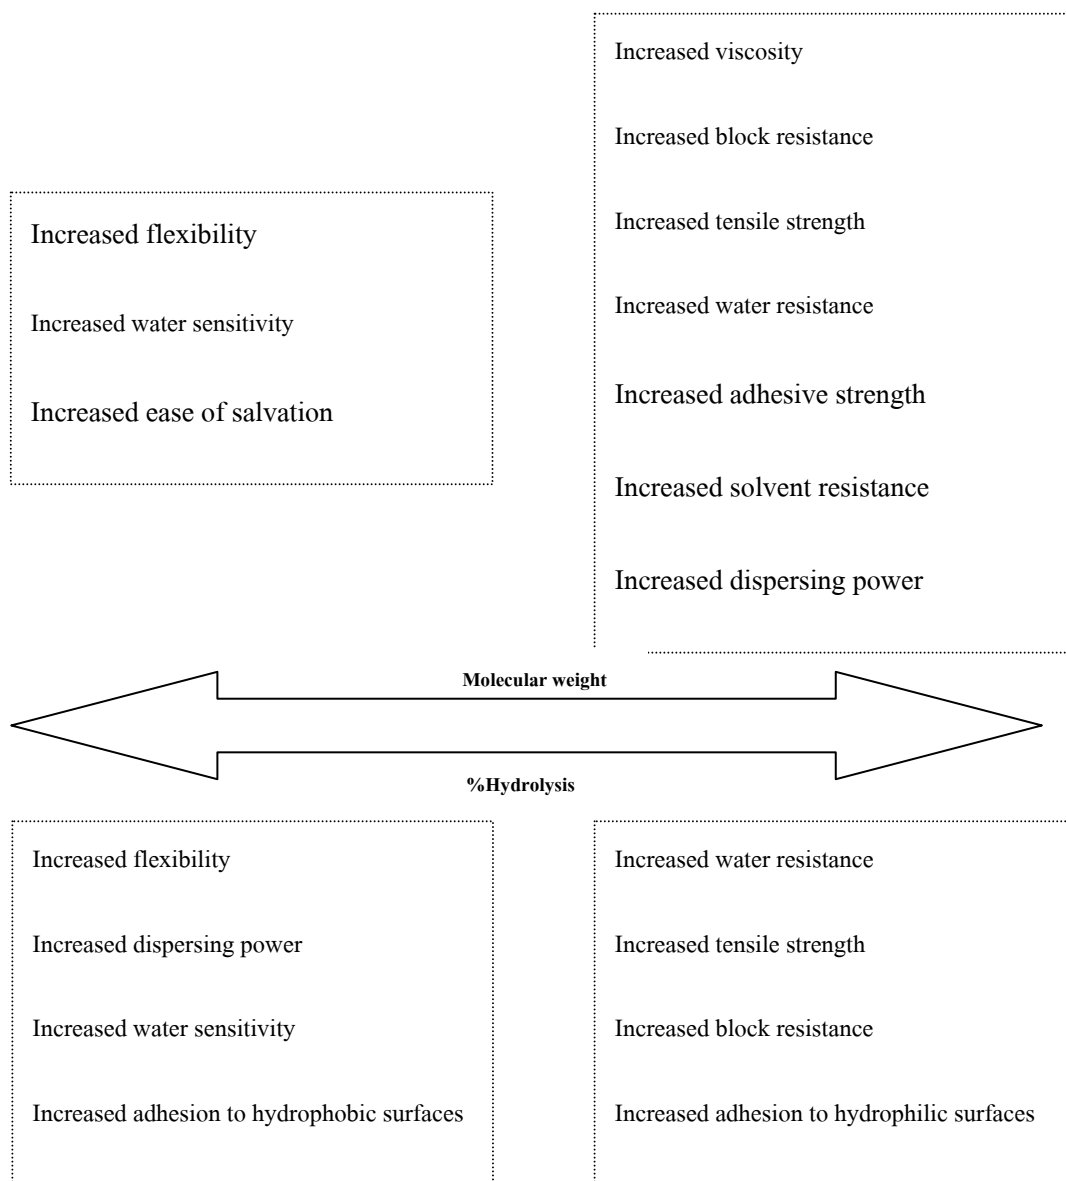 Increased flexibility
Increased water sensitivity
Increased ease of salvation
Increased viscosity
Increased block resistance
Increased tensile strength
Increased water resistance
Increased adhesive strength
Increased solvent resistance
Increased dispersing power
Molecular weight
%Hydrolysis
Increased flexibility
Increased dispersing power
Increased water sensitivity
Increased adhesion to hydrophobic surfaces
Increased water resistance
Increased tensile strength
Increased block resistance
Increased adhesion to hydrophilic surfaces